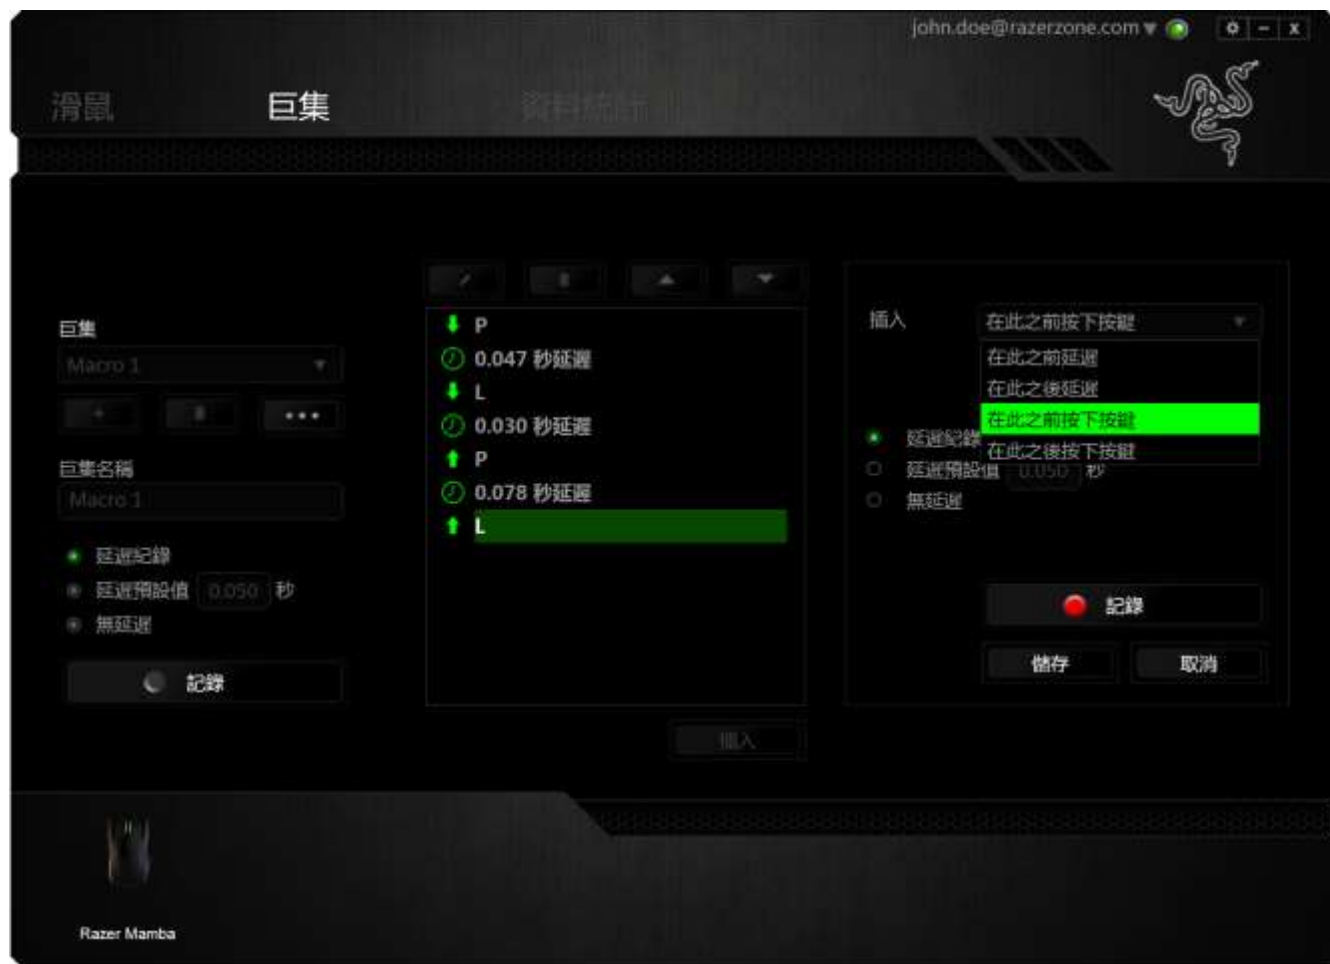 john.doe@razerzone.com
滑鼠
巨集
資料統計
巨集
Macro 1
巨集名稱
Macro 1
延遲紀錄
延遲預設值 0.050 秒
無延遲
記錄
P
0.047 秒延遲
L
0.030 秒延遲
P
0.078 秒延遲
L
插入
插入
在此之前按下按鍵
在此之前延遲
在此之後延遲
在此之前按下按鍵
在此之後按下按鍵
延遲紀錄
延遲預設值 0.050 秒
無延遲
記錄
儲存
取消
Razer Mamba